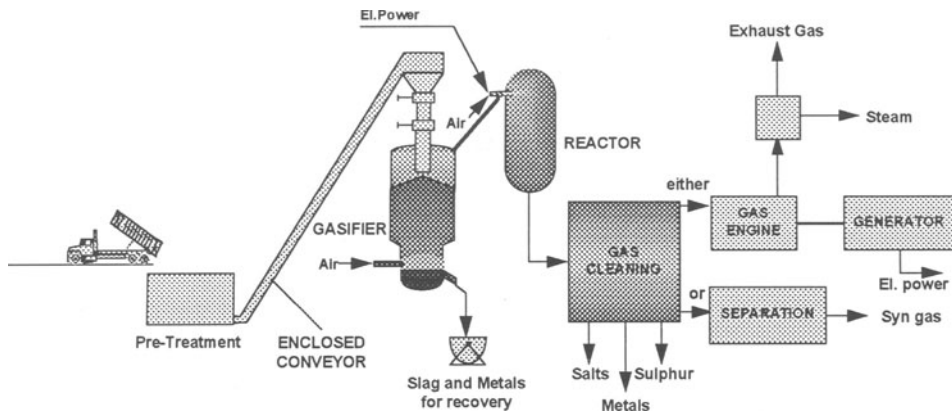 El.Power
Exhaust Gas
Air
Steam
REACTOR
either
GAS
ENGINE
GENERATOR
GASIFIER
GAS
CLEANING
Air
El. power
or
SEPARATION
Syn gas
Pre-Treatment
ENCLOSED
CONVEYOR
Slag and Metals
for recovery
Salts
Sulphur
Metals